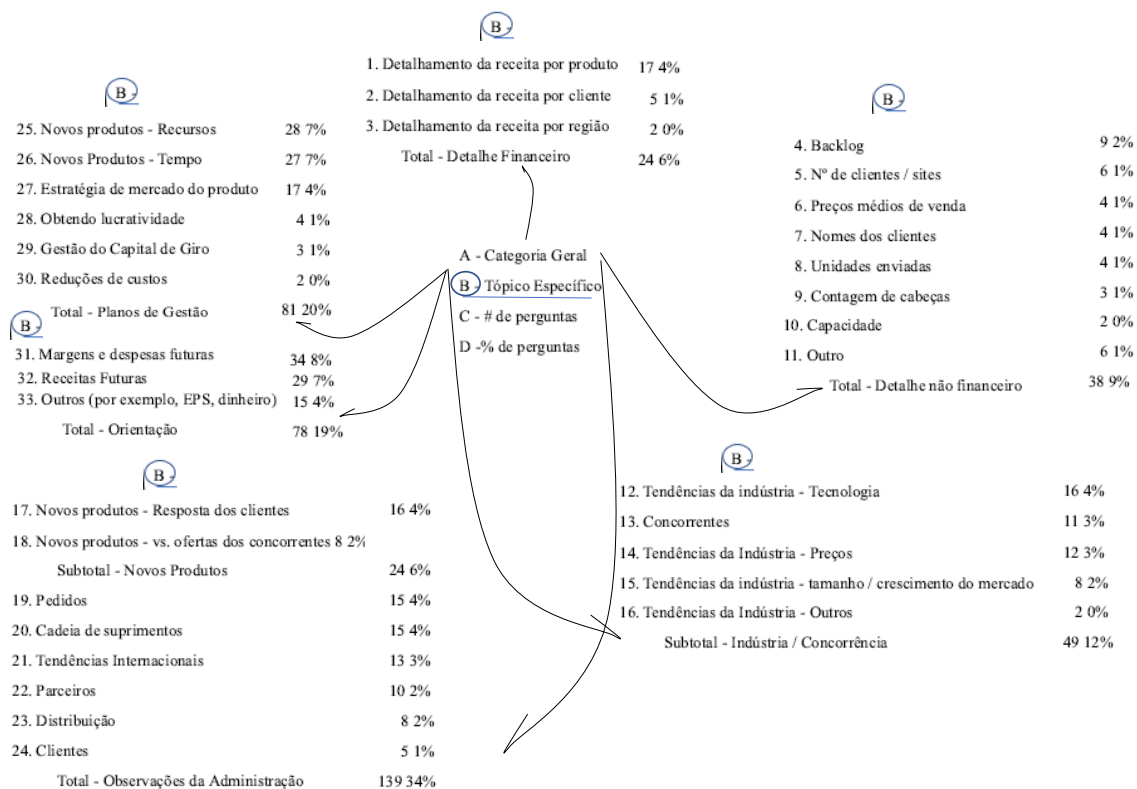 B -
1. Detalhamento da receita por produto 17 4%
2. Detalhamento da receita por cliente 5 1%
3. Detalhamento da receita por região 2 0%
Total - Detalhe Financeiro 24 6%
B -
25. Novos produtos - Recursos 28 7%
26. Novos Produtos - Tempo 27 7%
27. Estratégia de mercado do produto 17 4%
28. Obtendo lucratividade 4 1%
29. Gestão do Capital de Giro 3 1%
30. Reduções de custos 2 0%
Total - Planos de Gestão 81 20%
B -
31. Margens e despesas futuras 34 8%
32. Receitas Futuras 29 7%
33. Outros (por exemplo, EPS, dinheiro) 15 4%
Total - Orientação 78 19%
A - Categoria Geral
B - Tópico Específico
C - # de perguntas
D -% de perguntas
B -
4. Backlog 9 2%
5. Nº de clientes / sites 6 1%
6. Preços médios de venda 4 1%
7. Nomes dos clientes 4 1%
8. Unidades enviadas 4 1%
9. Contagem de cabeças 3 1%
10. Capacidade 2 0%
11. Outro 6 1%
Total - Detalhe não financeiro 38 9%
B -
17. Novos produtos - Resposta dos clientes 16 4%
18. Novos produtos - vs. ofertas dos concorrentes 8 2%
Subtotal - Novos Produtos 24 6%
19. Pedidos 15 4%
20. Cadeia de suprimentos 15 4%
21. Tendências Internacionais 13 3%
22. Parceiros 10 2%
23. Distribuição 8 2%
24. Clientes 5 1%
Total - Observações da Administração 139 34%
B -
12. Tendências da indústria - Tecnologia 16 4%
13. Concorrentes 11 3%
14. Tendências da Indústria - Preços 12 3%
15. Tendências da indústria - tamanho / crescimento do mercado 8 2%
16. Tendências da Indústria - Outros 2 0%
Subtotal - Indústria / Concorrência 49 12%